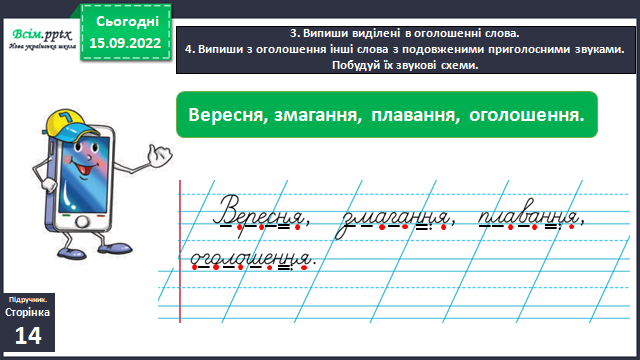 Всім.pptx
Нова українська школа
Сьогодні
15.09.2022
3. Випиши виділені в оголошенні слова.
4. Випиши з оголошення інші слова з подовженими приголосними звуками.
Побудуй їх звукові схеми.
Вересня, змагання, плавання, оголошення.
Вересня, змагання, плавання,
оголошення.
Підручник.
Сторінка
14